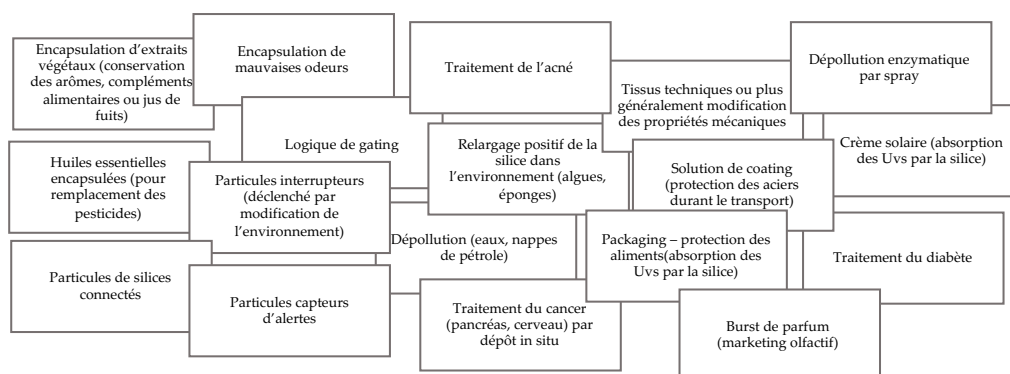 Encapsulation d'extraits
végétaux (conservation
des arômes, compléments
alimentaires ou jus de
fuits)
Encapsulation de
mauvaises odeurs
Traitement de l'acné
Tissus techniques ou plus
généralement modification
des propriétés mécaniques
Dépollution enzymatique
par spray
Huiles essentielles
encapsulées (pour
remplacement des
pesticides)
Logique de gating
Particules interrupteurs
(déclenché par
modification de
l'environnement)
Relargage positif de la
silice dans
l'environnement (algues,
éponges)
Solution de coating
(protection des aciers
durant le transport)
Crème solaire (absorption
des Uvs par la silice)
Particules de silices
connectés
Particules capteurs
d'alertes
Dépollution (eaux, nappes
de pétrole)
Traitement du cancer
(pancréas, cerveau) par
dépôt in situ
Packaging – protection des
aliments(absorption des
Uvs par la silice)
Traitement du diabète
Burst de parfum
(marketing olfactif)